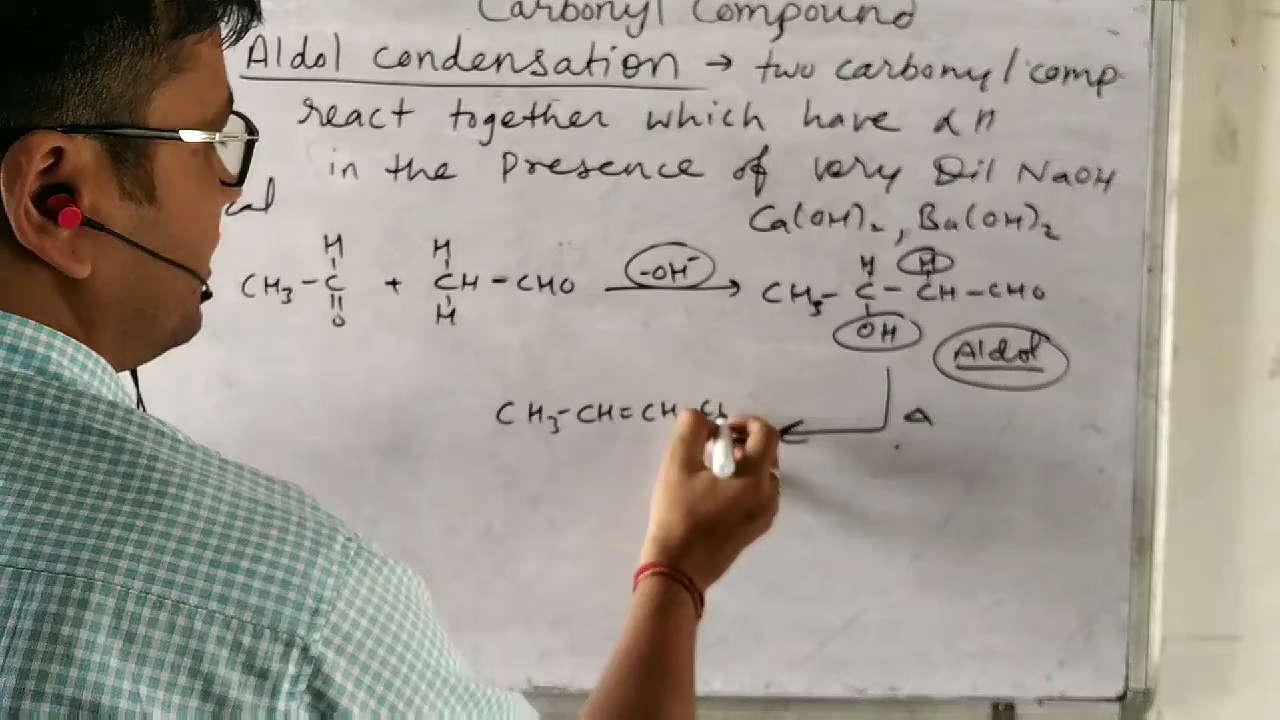 Carbonyl Compound
Aldol condensation → two carbonyl comp.
react together which have α H
in the Presence of very Dil NaOH
Ca(OH)₂, Ba(OH)₂
H H H H
CH₃-C + CH-CHO -OH⁻ → CH₃-C-CH-CHO
O H OH Aldol
CH₃-CH=CH-CH ← Δ